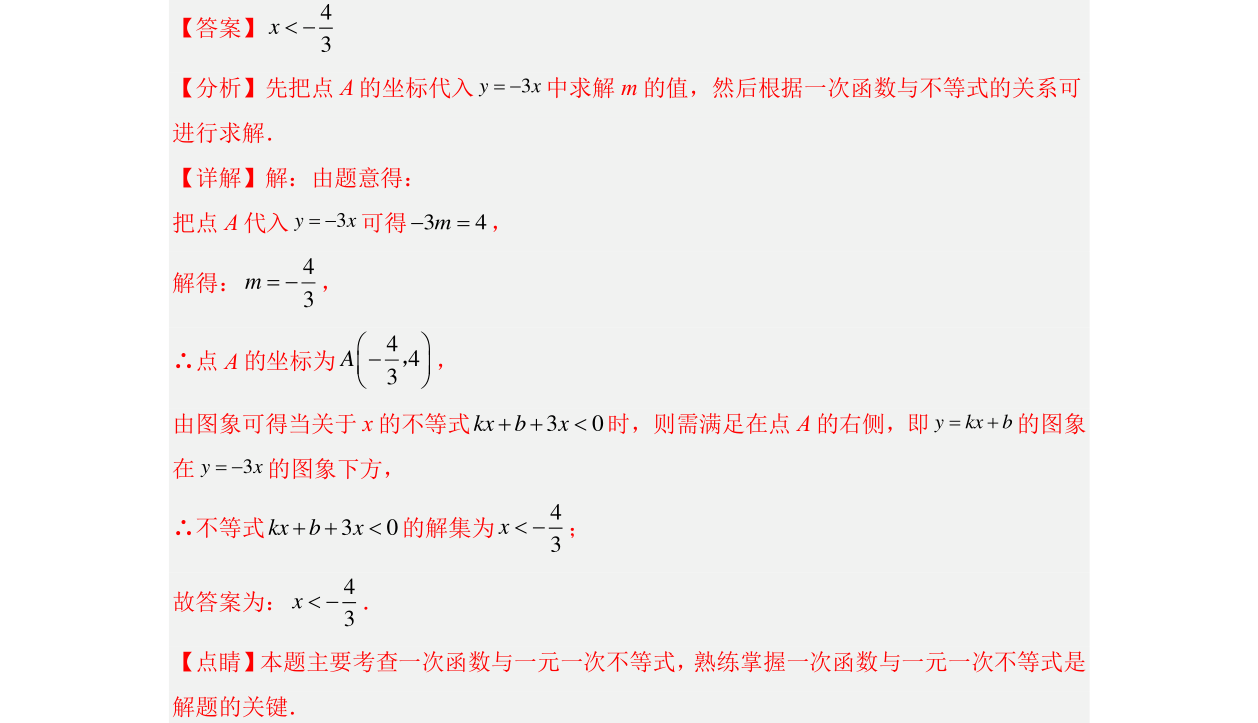 【答案】x < −4/3
【分析】先把点 A 的坐标代入 y = −3x 中求解 m 的值，然后根据一次函数与不等式的关系可
进行求解．
【详解】解：由题意得：
把点 A 代入 y = −3x 可得 −3m = 4，
解得：m = −4/3，
∴点 A 的坐标为 A(−4/3,4)，
由图象可得当关于 x 的不等式 kx + b + 3x < 0 时，则需满足在点 A 的右侧，即 y = kx + b 的图象
在 y = −3x 的图象下方，
∴不等式 kx + b + 3x < 0 的解集为 x < −4/3；
故答案为：x < −4/3．
【点睛】本题主要考查一次函数与一元一次不等式，熟练掌握一次函数与一元一次不等式是
解题的关键．